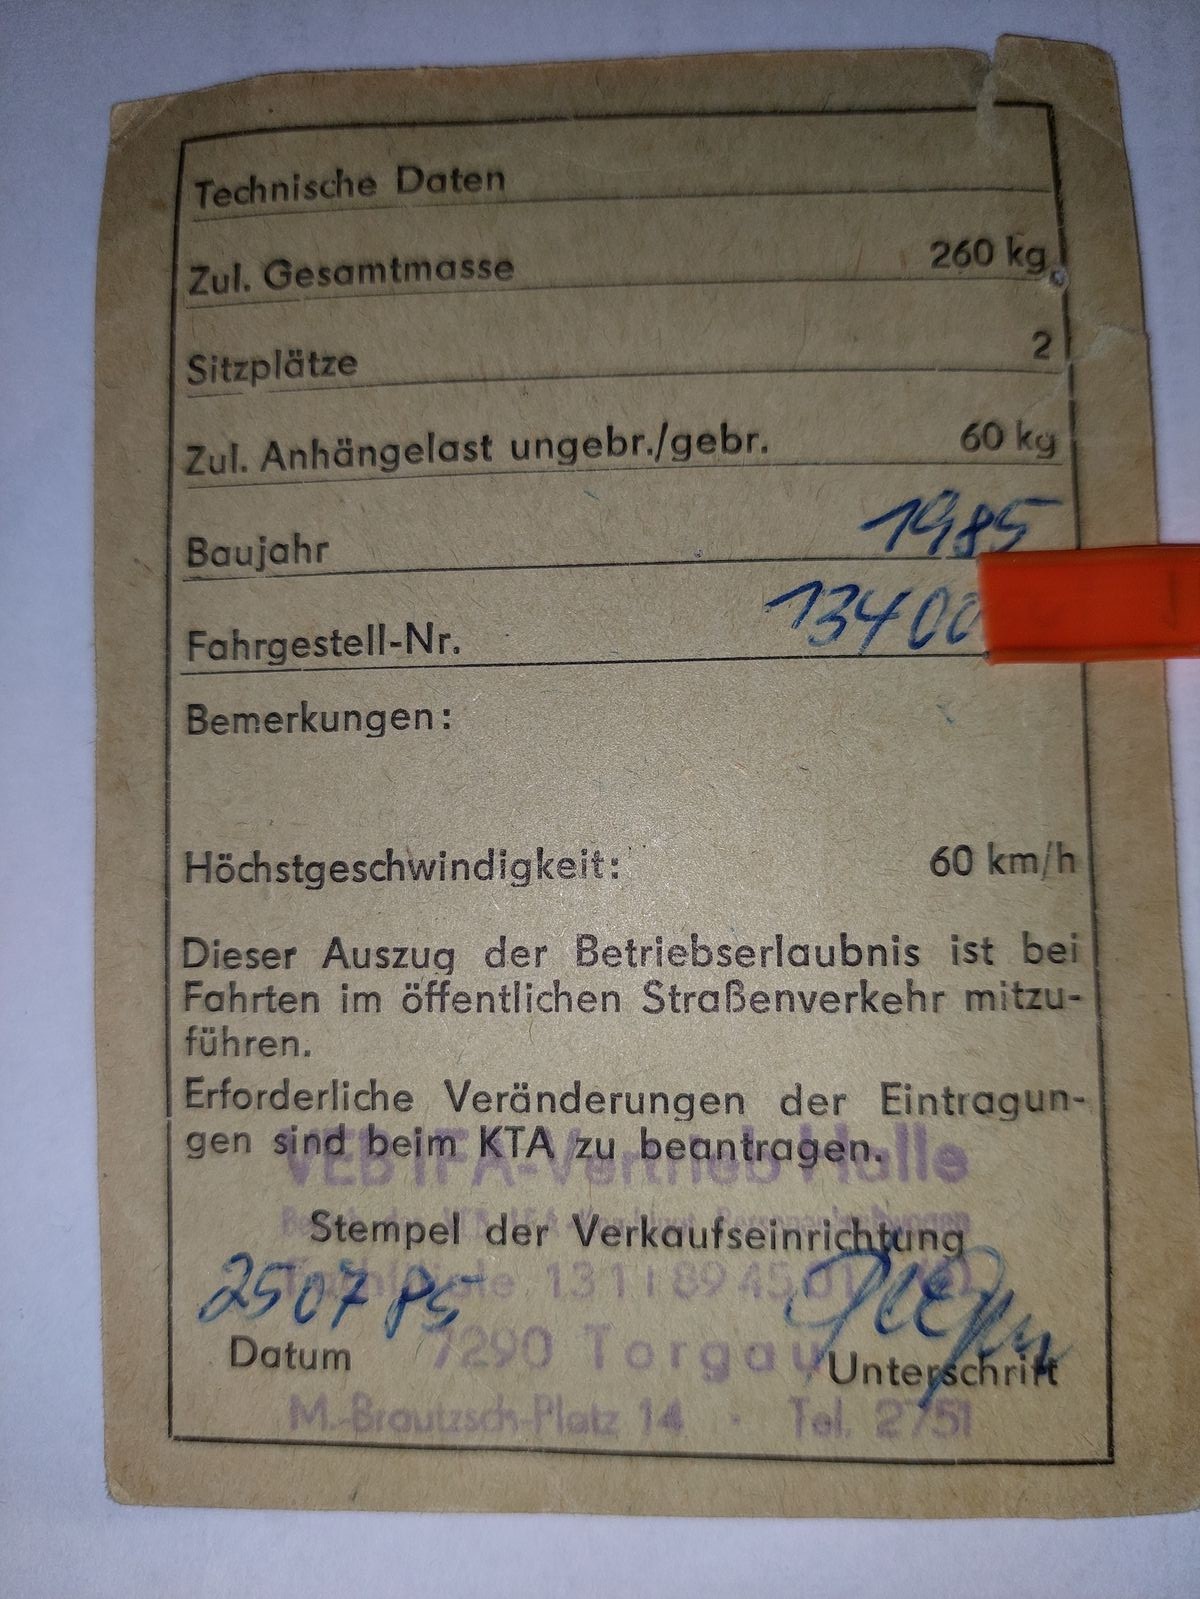 Technische Daten
Zul. Gesamtmasse 260 kg
Sitzplätze 2
Zul. Anhängelast ungebr./gebr. 60 kg
Baujahr 1985
Fahrgestell-Nr. 13400
Bemerkungen:
Höchstgeschwindigkeit: 60 km/h
Dieser Auszug der Betriebserlaubnis ist bei
Fahrten im öffentlichen Straßenverkehr mitzu-
führen.
Erforderliche Veränderungen der Eintragun-
gen sind beim KTA zu beantragen.
VEB IFA-Vertrieb Halle
Stempel der Verkaufseinrichtung
250785
131
Datum
7290 Torgau
Unterschrift
M.-Brautzsch-Platz 14 · Tel. 2751